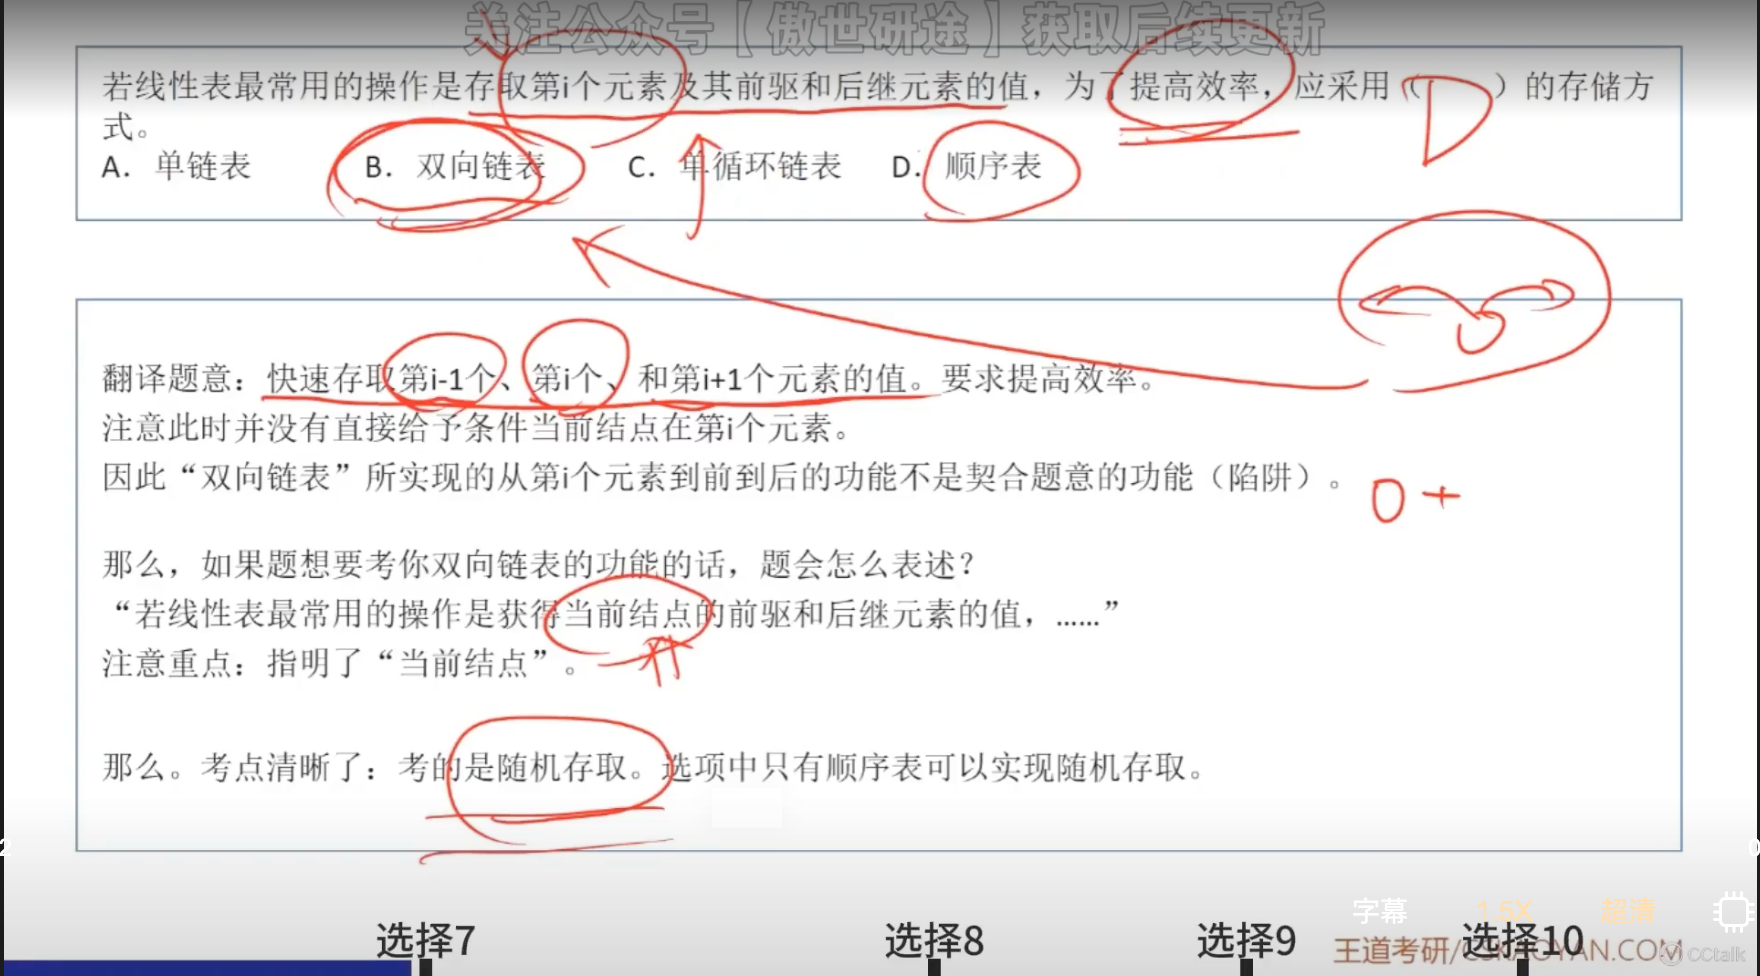 关注公众号【傲世研途】获取后续更新
若线性表最常用的操作是存取第i个元素及其前驱和后继元素的值，为了提高效率，应采用（ D ）的存储方
式。
A. 单链表 B. 双向链表 C. 单循环链表 D. 顺序表
翻译题意：快速存取第i-1个、第i个、和第i+1个元素的值。要求提高效率。
注意此时并没有直接给予条件当前结点在第i个元素。
因此“双向链表”所实现的从第i个元素到前到后的功能不是契合题意的功能（陷阱）。
0+
那么，如果题想要考你双向链表的功能的话，题会怎么表述？
“若线性表最常用的操作是获得当前结点的前驱和后继元素的值，……”
注意重点：指明了“当前结点”。
那么。考点清晰了：考的是随机存取。选项中只有顺序表可以实现随机存取。
字幕 1.5X 超清
选择7 选择8 选择9 选择10
王道考研/CSKAOYAN.COM
CCtalk